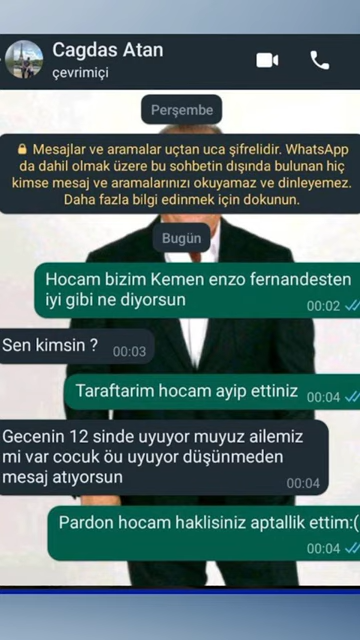 Cagdas Atan
çevrimiçi
Perşembe
Mesajlar ve aramalar uçtan uca şifrelidir. WhatsApp
da dahil olmak üzere bu sohbetin dışında bulunan hiç
kimse mesaj ve aramalarınızı okuyamaz ve dinleyemez.
Daha fazla bilgi edinmek için dokunun.
Bugün
Hocam bizim Kemen enzo fernandesten
iyi gibi ne diyorsun
00:02
Sen kimsin ?
00:03
Taraftarim hocam ayip ettiniz
00:04
Gecenin 12 sinde uyuyor muyuz ailemiz
mi var cocuk öu uyuyor düşünmeden
mesaj atıyorsun
00:04
Pardon hocam haklisiniz aptallik ettim:(
00:04